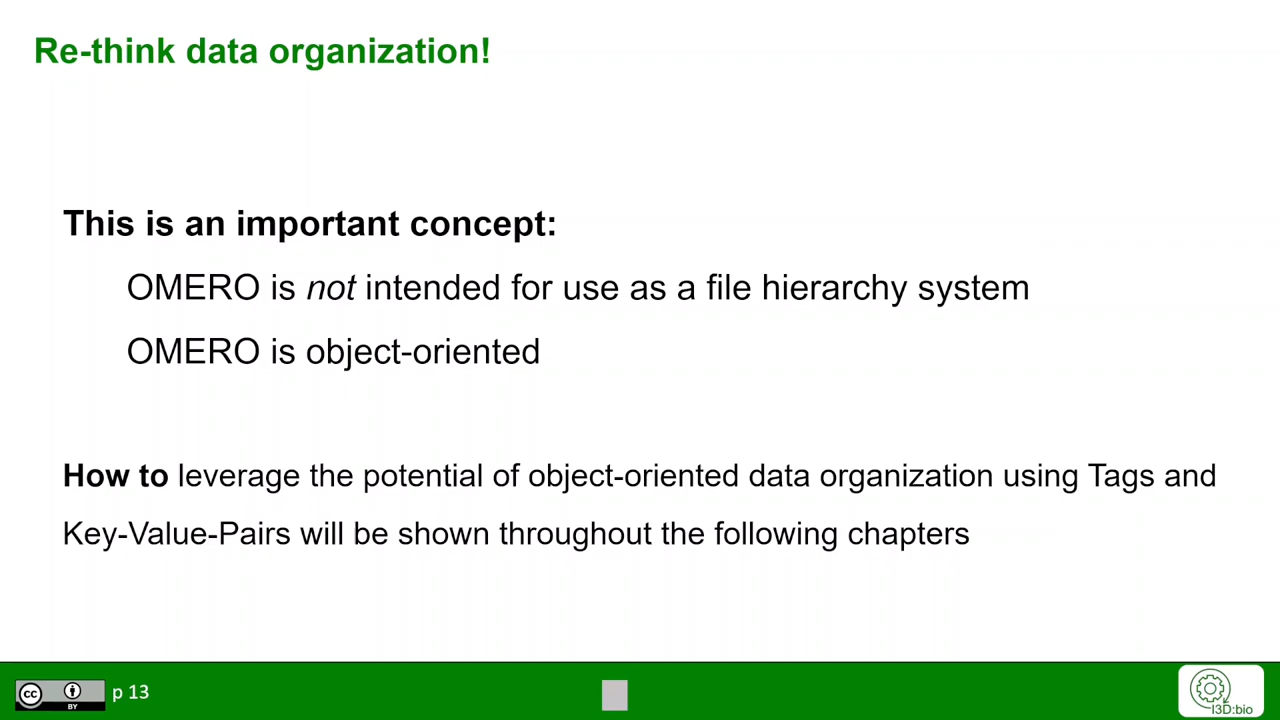 Re-think data organization!
This is an important concept:
OMERO is not intended for use as a file hierarchy system
OMERO is object-oriented
How to leverage the potential of object-oriented data organization using Tags and
Key-Value-Pairs will be shown throughout the following chapters
cc
BY
p 13
I3D:bio